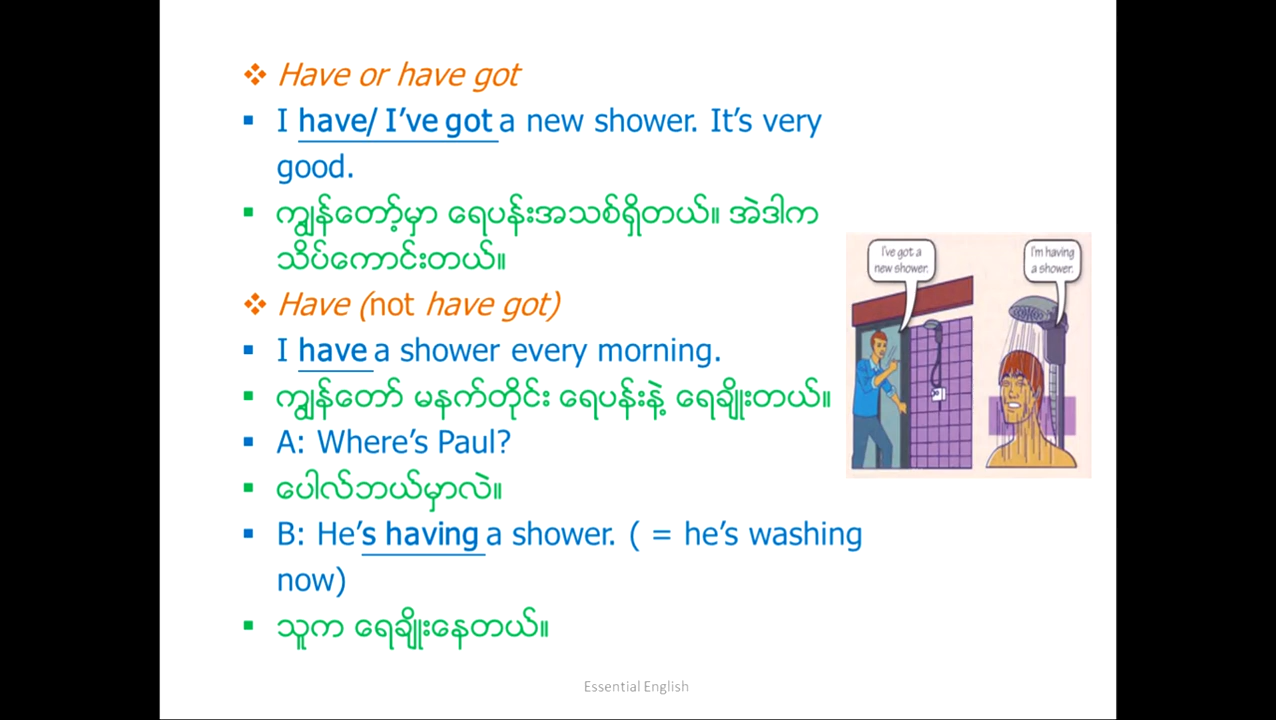 ❖ Have or have got
▪ I have/ I’ve got a new shower. It’s very
good.
▪ ကျွန်တော့်မှာ ရေပန်းအသစ်ရှိတယ်။ အဲဒါက
သိပ်ကောင်းတယ်။
❖ Have (not have got)
▪ I have a shower every morning.
▪ ကျွန်တော် မနက်တိုင်း ရေပန်းနဲ့ ရေချိုးတယ်။
▪ A: Where’s Paul?
▪ ပေါလ်ဘယ်မှာလဲ။
▪ B: He’s having a shower. ( = he’s washing
now)
▪ သူက ရေချိုးနေတယ်။
I’ve got a
new shower.
I’m having
a shower.
Essential English